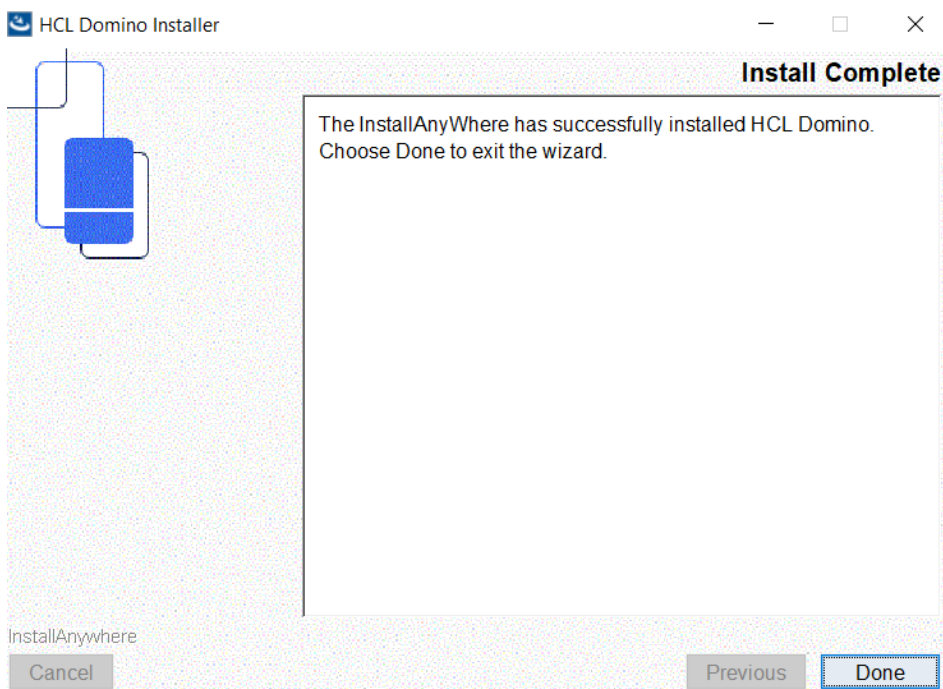 HCL Domino Installer
Install Complete
The InstallAnyWhere has successfully installed HCL Domino.
Choose Done to exit the wizard.
InstallAnywhere
Cancel
Previous
Done